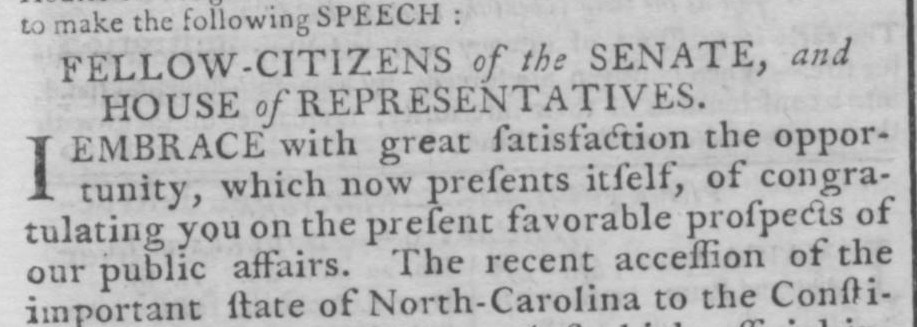 to make the following SPEECH :
FELLOW-CITIZENS of the SENATE, and
HOUSE of REPRESENTATIVES.
I EMBRACE with great ſatisfaction the oppor-
tunity, which now preſents itſelf, of congra-
tulating you on the preſent favorable proſpects of
our public affairs. The recent acceſſion of the
important ſtate of North-Carolina to the Conſti-